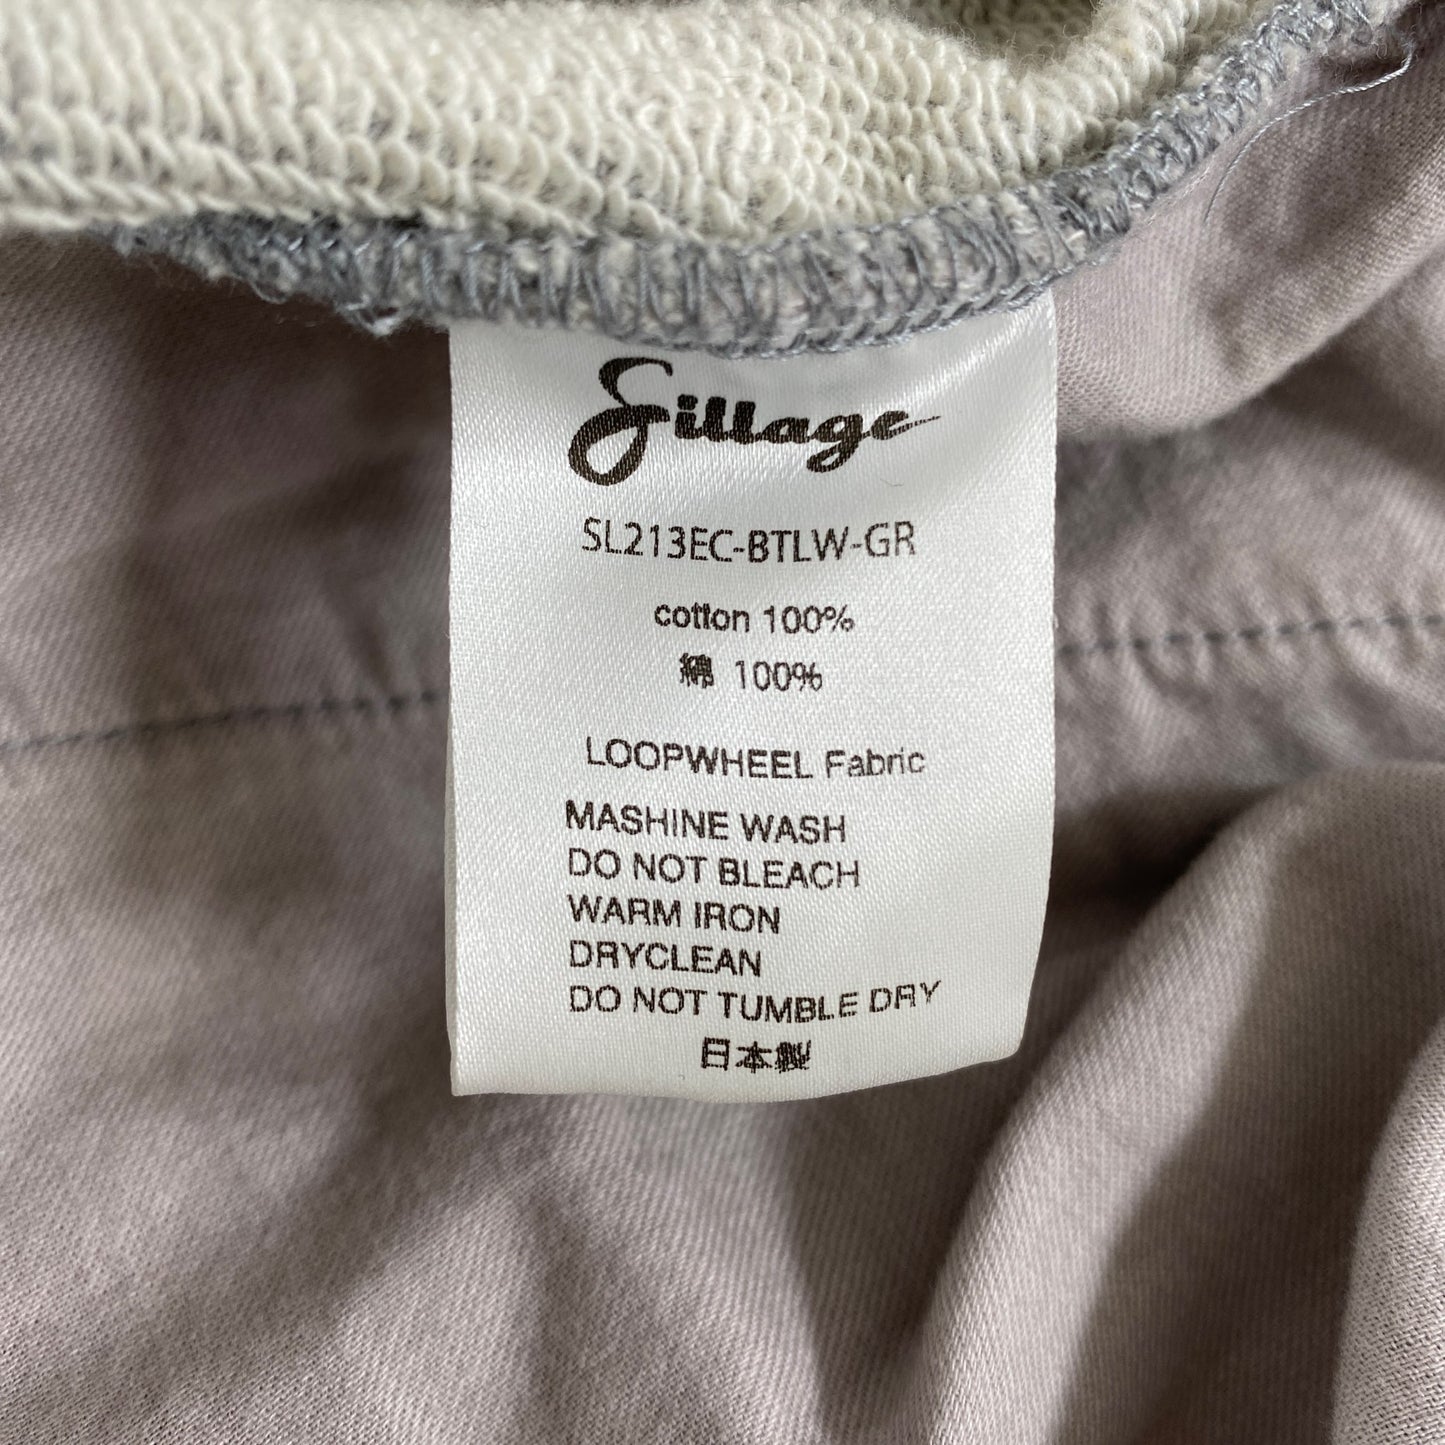 Sillage
SL213EC-BTLW-GR
cotton 100%
綿 100%
LOOPWHEEL Fabric
MASHINE WASH
DO NOT BLEACH
WARM IRON
DRYCLEAN
DO NOT TUMBLE DRY
日本製